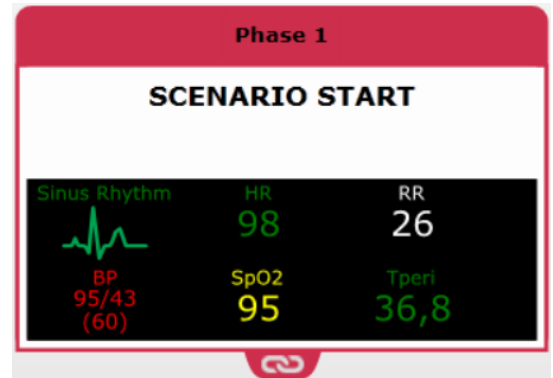 Phase 1
SCENARIO START
Sinus Rhythm HR RR
98 26
BP SpO2 Tperi
95/43 95 36,8
(60)